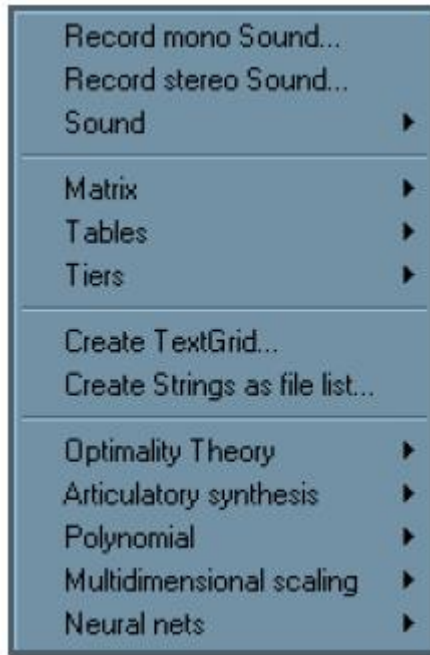 Record mono Sound...
Record stereo Sound...
Sound
Matrix
Tables
Tiers
Create TextGrid...
Create Strings as file list...
Optimality Theory
Articulatory synthesis
Polynomial
Multidimensional scaling
Neural nets